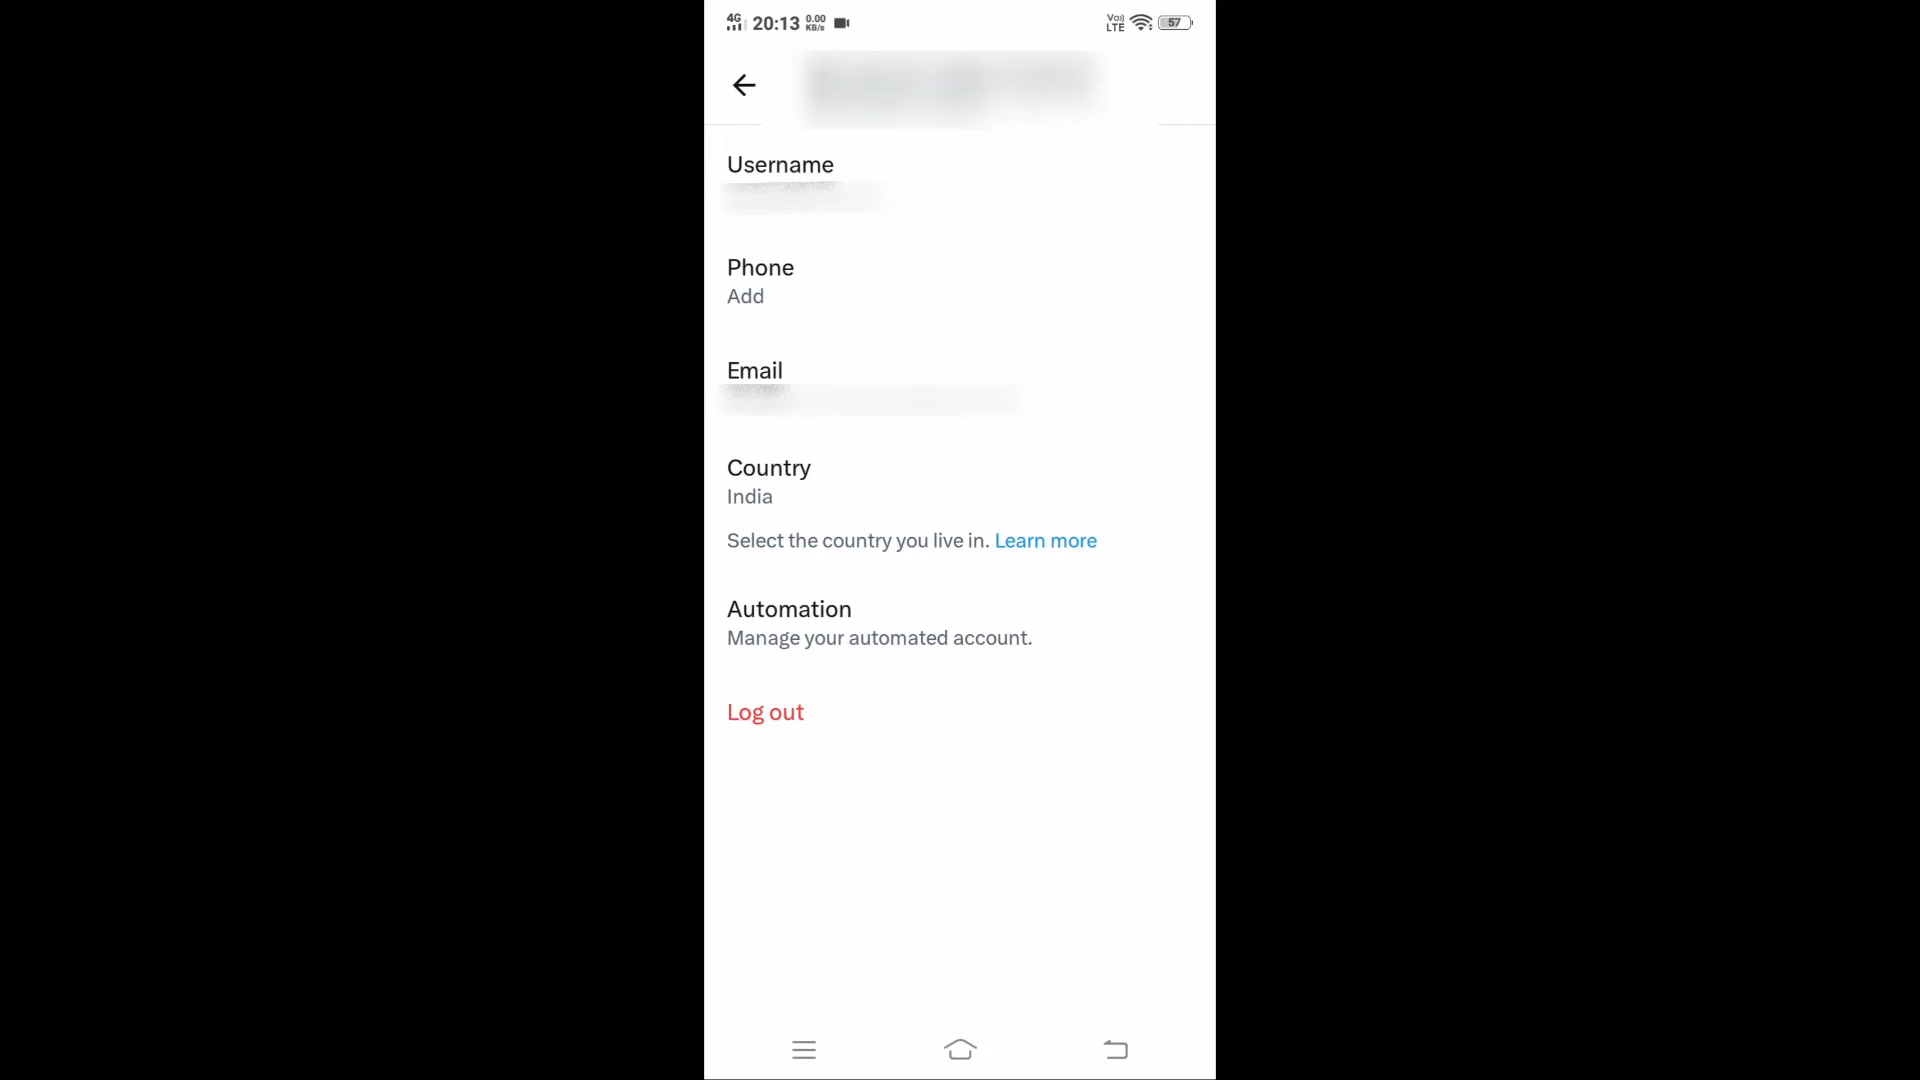 4G 20:13 0.00 KB/s Vo) LTE 57
Username
Phone
Add
Email
Country
India
Select the country you live in. Learn more
Automation
Manage your automated account.
Log out